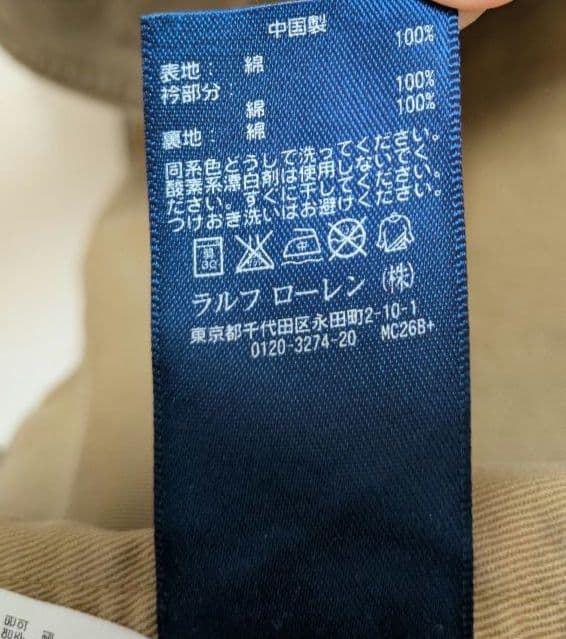 中国製
表地: 綿 100%
衿部分:
綿 100%
裏地: 綿 100%
同系色どうしで洗ってください。
酸素系漂白剤は使用しないでく
ださい。すぐに干してください。
つけおき洗いはお避けください。
ラルフ ローレン (株)
東京都千代田区永田町2-10-1
0120-3274-20 MC26B+